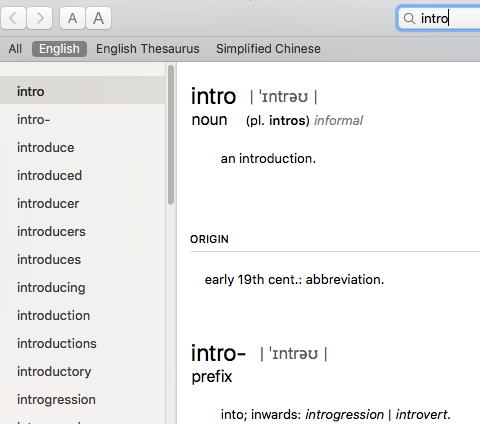 A A intro
All English English Thesaurus Simplified Chinese
intro
intro-
introduce
introduced
introducer
introducers
introduces
introducing
introduction
introductions
introductory
introgression
intro | ˈɪntrəʊ |
noun (pl. intros) informal
an introduction.
ORIGIN
early 19th cent.: abbreviation.
intro- | ˈɪntrəʊ |
prefix
into; inwards: introgression | introvert.